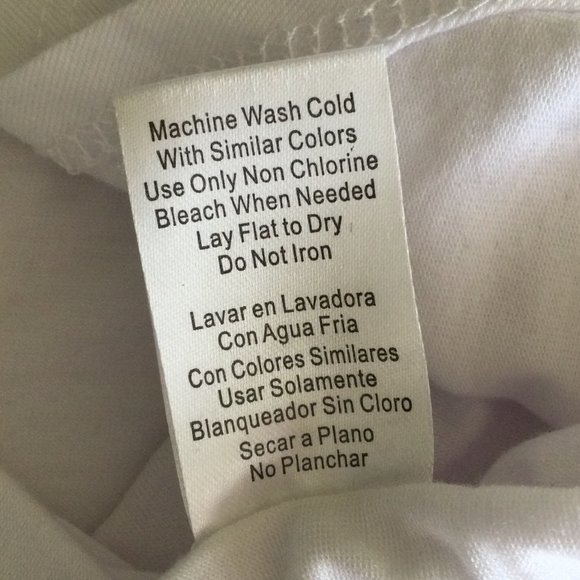 Machine Wash Cold
With Similar Colors
Use Only Non Chlorine
Bleach When Needed
Lay Flat to Dry
Do Not Iron
Lavar en Lavadora
Con Agua Fria
Con Colores Similares
Usar Solamente
Blanqueador Sin Cloro
Secar a Plano
No Planchar